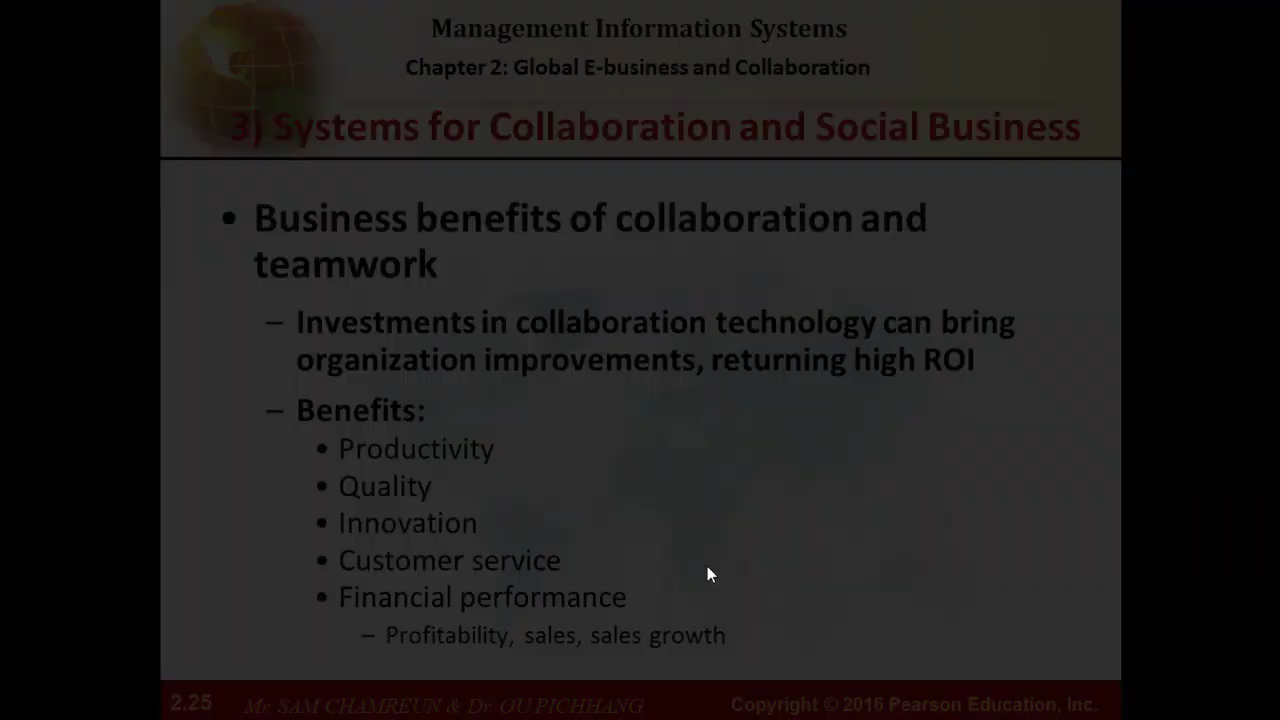 Management Information Systems
Chapter 2: Global E-business and Collaboration
3) Systems for Collaboration and Social Business
• Business benefits of collaboration and
teamwork
– Investments in collaboration technology can bring
organization improvements, returning high ROI
– Benefits:
• Productivity
• Quality
• Innovation
• Customer service
• Financial performance
– Profitability, sales, sales growth
2.25 Mr. SAM CHAMREUN & Dr. OU PICHHANG Copyright © 2016 Pearson Education, Inc.